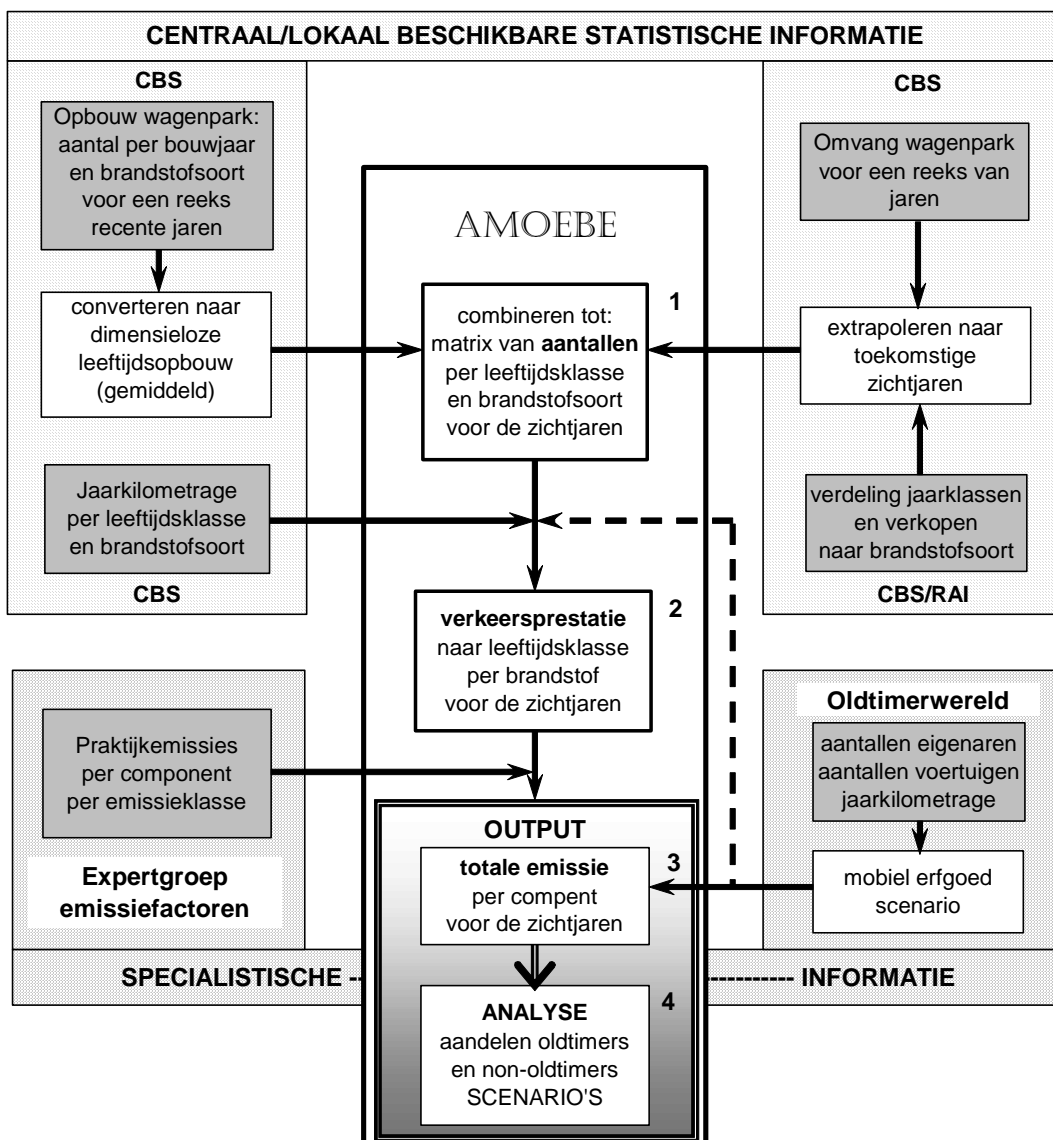 CENTRAAL/LOKAAL BESCHIKBARE STATISTISCHE INFORMATIE
CBS
Opbouw wagenpark:
aantal per bouwjaar
en brandstofsoort
voor een reeks
recente jaren
converteren naar
dimensieloze
leeftijdsopbouw
(gemiddeld)
Jaarkilometrage
per leeftijdsklasse
en brandstofsoort
CBS
AMOEBE
1
combineren tot:
matrix van aantallen
per leeftijdsklasse
en brandstofsoort
voor de zichtjaren
2
verkeersprestatie
naar leeftijdsklasse
per brandstof
voor de zichtjaren
CBS
Omvang wagenpark
voor een reeks van
jaren
extrapoleren naar
toekomstige
zichtjaren
verdeling jaarklassen
en verkopen
naar brandstofsoort
CBS/RAI
Praktijkemissies
per component
per emissieklasse
Expertgroep
emissiefactoren
OUTPUT
3
totale emissie
per compent
voor de zichtjaren
4
ANALYSE
aandelen oldtimers
en non-oldtimers
SCENARIO'S
Oldtimerwereld
aantallen eigenaren
aantallen voertuigen
jaarkilometrage
mobiel erfgoed
scenario
SPECIALISTISCHE -- ------------ INFORMATIE